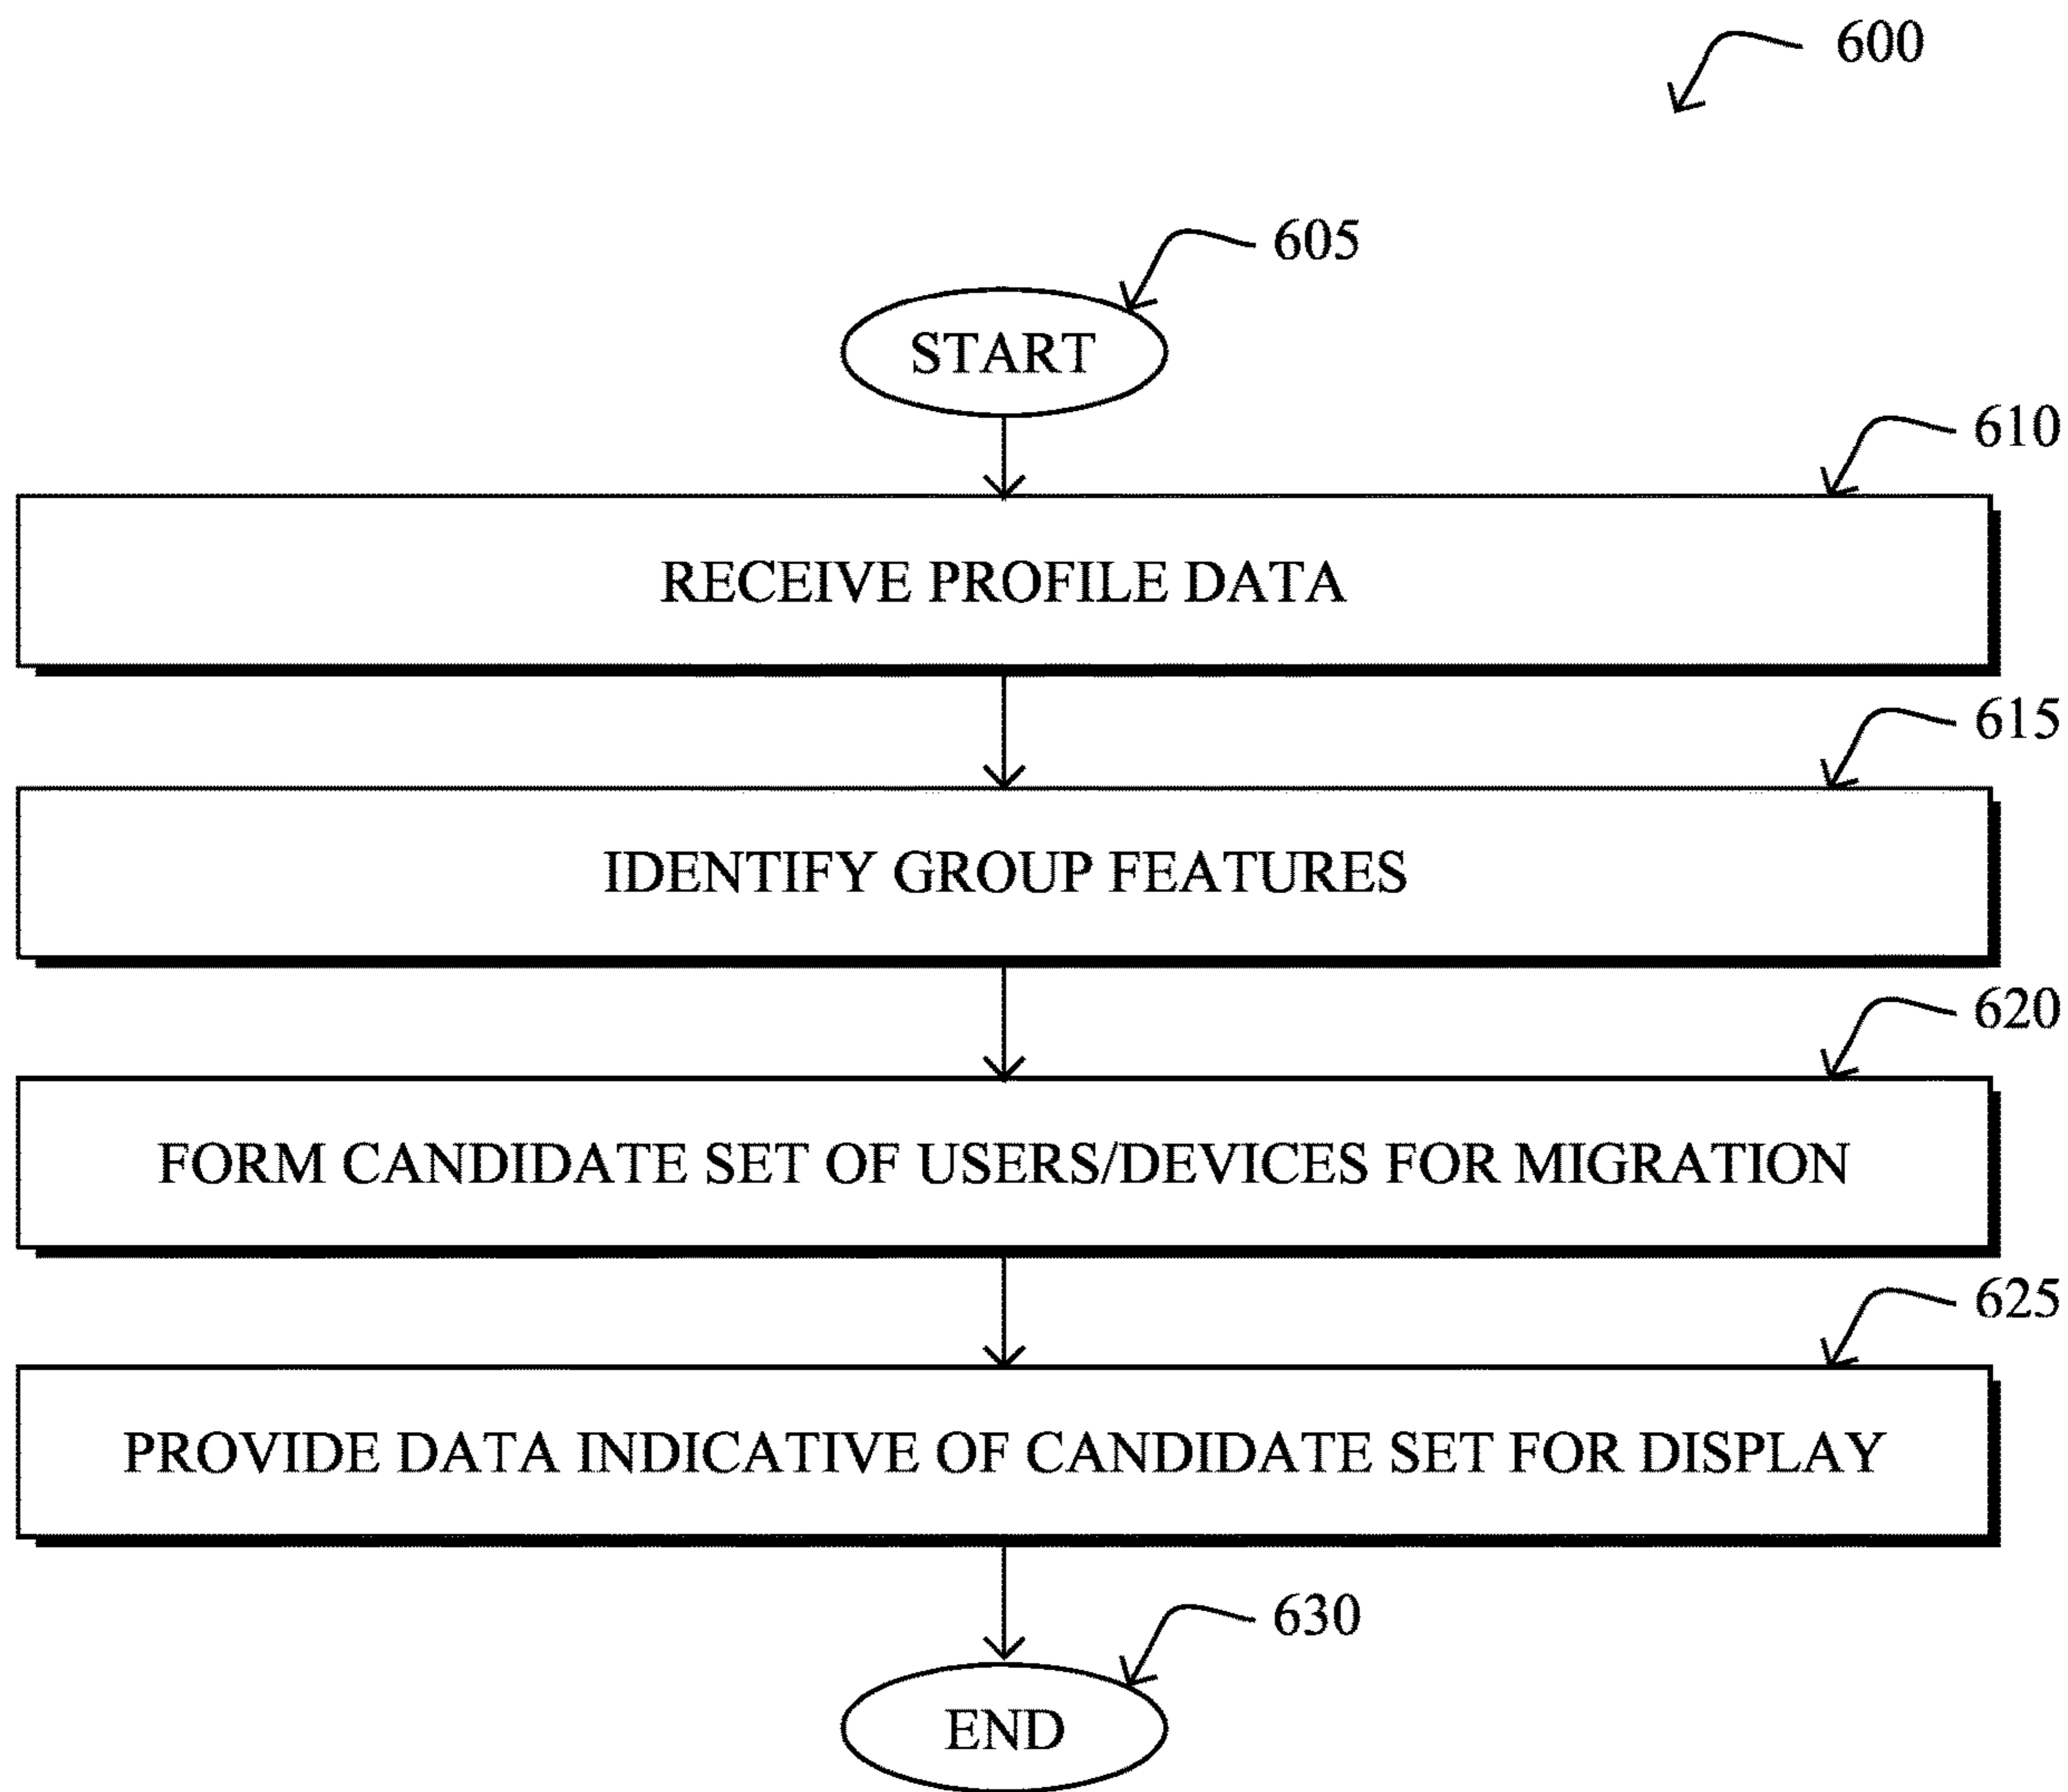 600
605
START
610
RECEIVE PROFILE DATA
615
IDENTIFY GROUP FEATURES
620
FORM CANDIDATE SET OF USERS/DEVICES FOR MIGRATION
625
PROVIDE DATA INDICATIVE OF CANDIDATE SET FOR DISPLAY
630
END